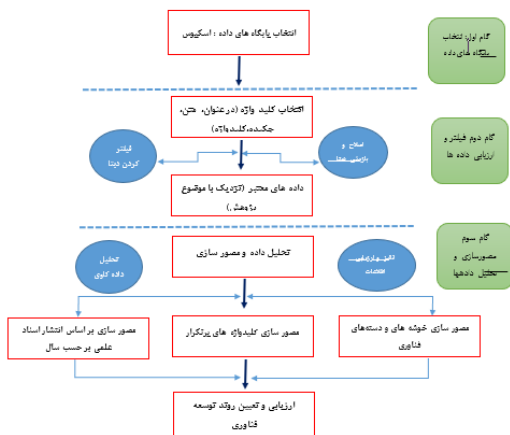 انتخاب پایگاه های داده : اسکپوس
گام اول: انتخاب
پایگاه های داده
انتخاب کلید واژه (در عنوان، متن،
چکیده، کلیدواژه)
فیلتر
کردن دیتا
اصلاح و
گام دوم فیلتر و
ارزیابی داده ها
داده های معتبر (نزدیک با موضوع
پژوهش)
گام سوم
مصورسازی و
تحلیل دادهها
تحلیل داده و مصور سازی
تحلیل
داده کاوی
مصور سازی بر اساس انتشار اسناد
علمی بر حسب سال
مصور سازی کلیدواژه های پرتکرار
مصور سازی خوشه های و دسته‌های
فناوری
ارزیابی و تعیین روند توسعه
فناوری